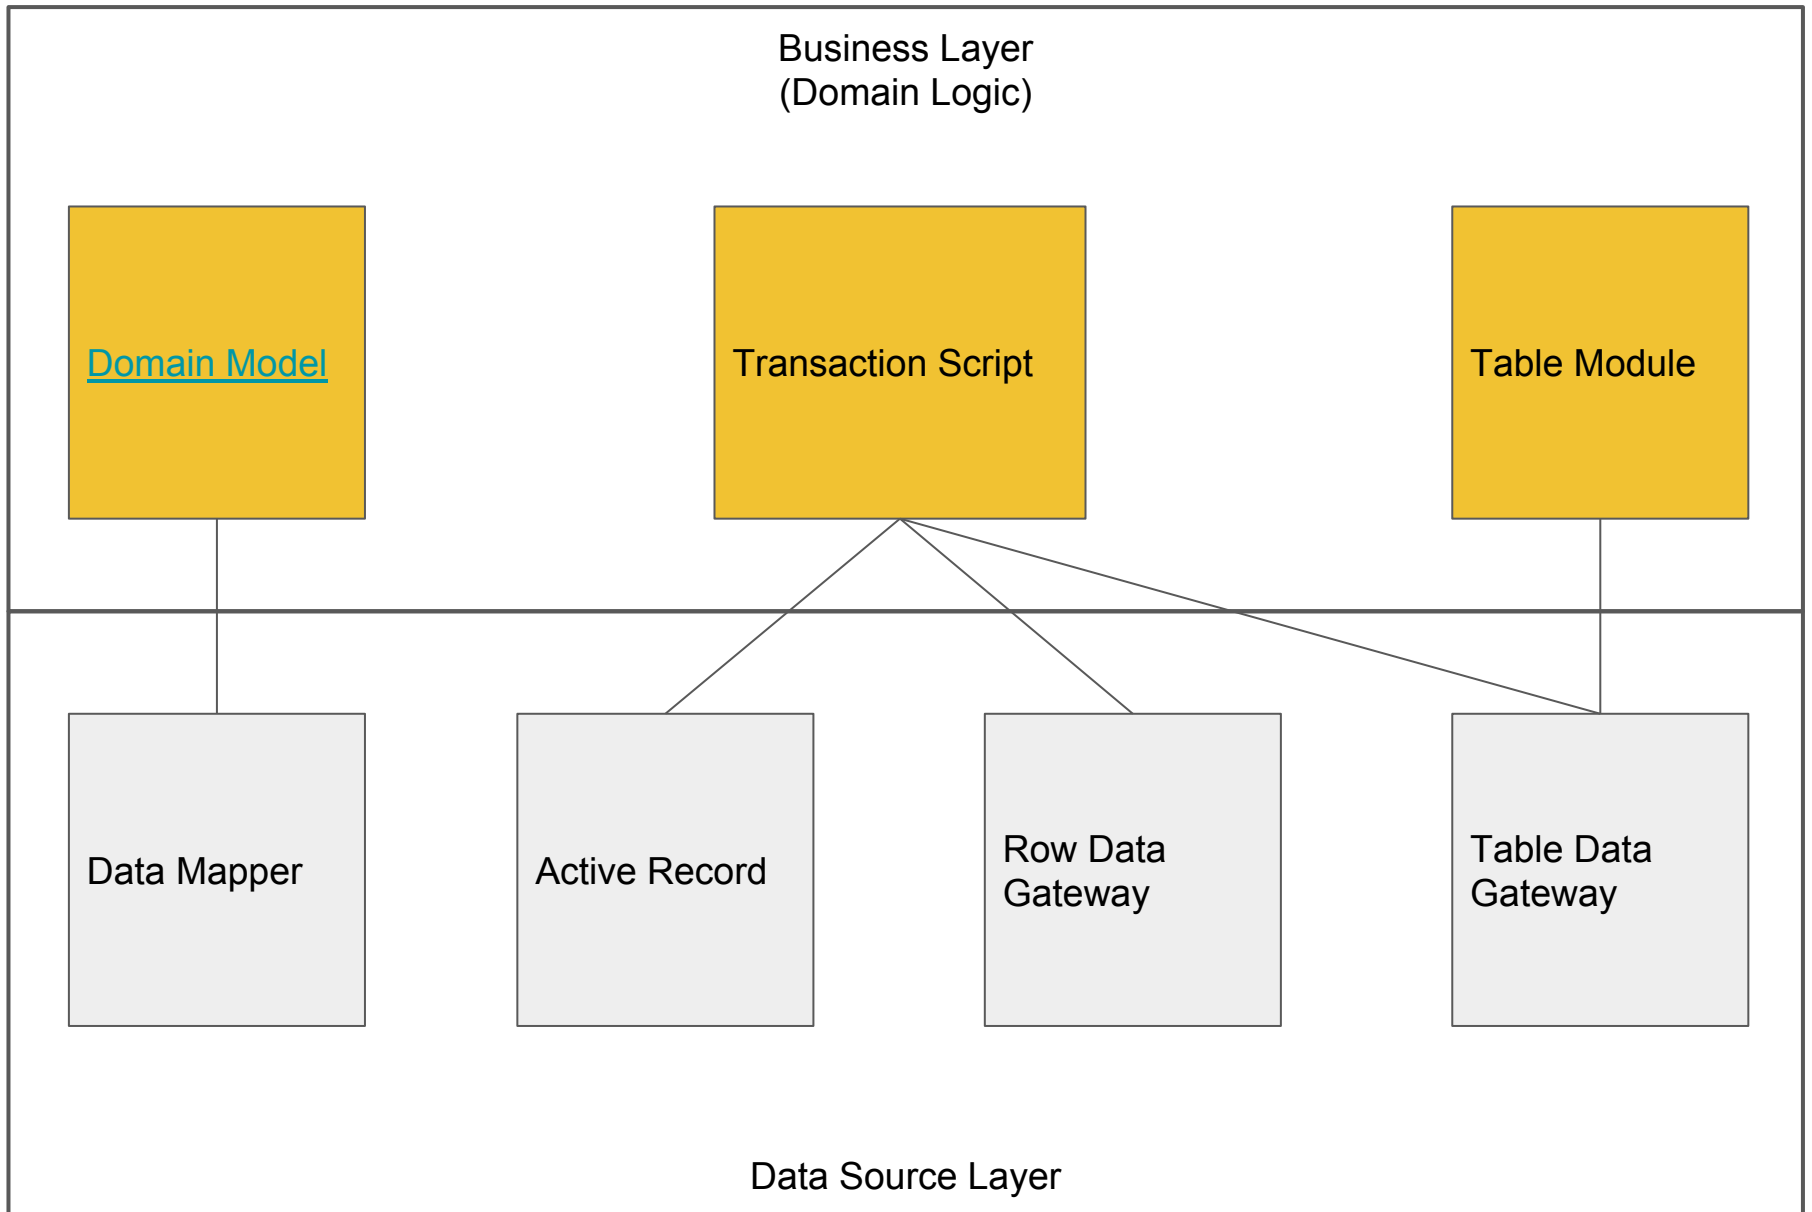 Business Layer
(Domain Logic)
Domain Model
Transaction Script
Table Module
Data Mapper
Active Record
Row Data
Gateway
Table Data
Gateway
Data Source Layer